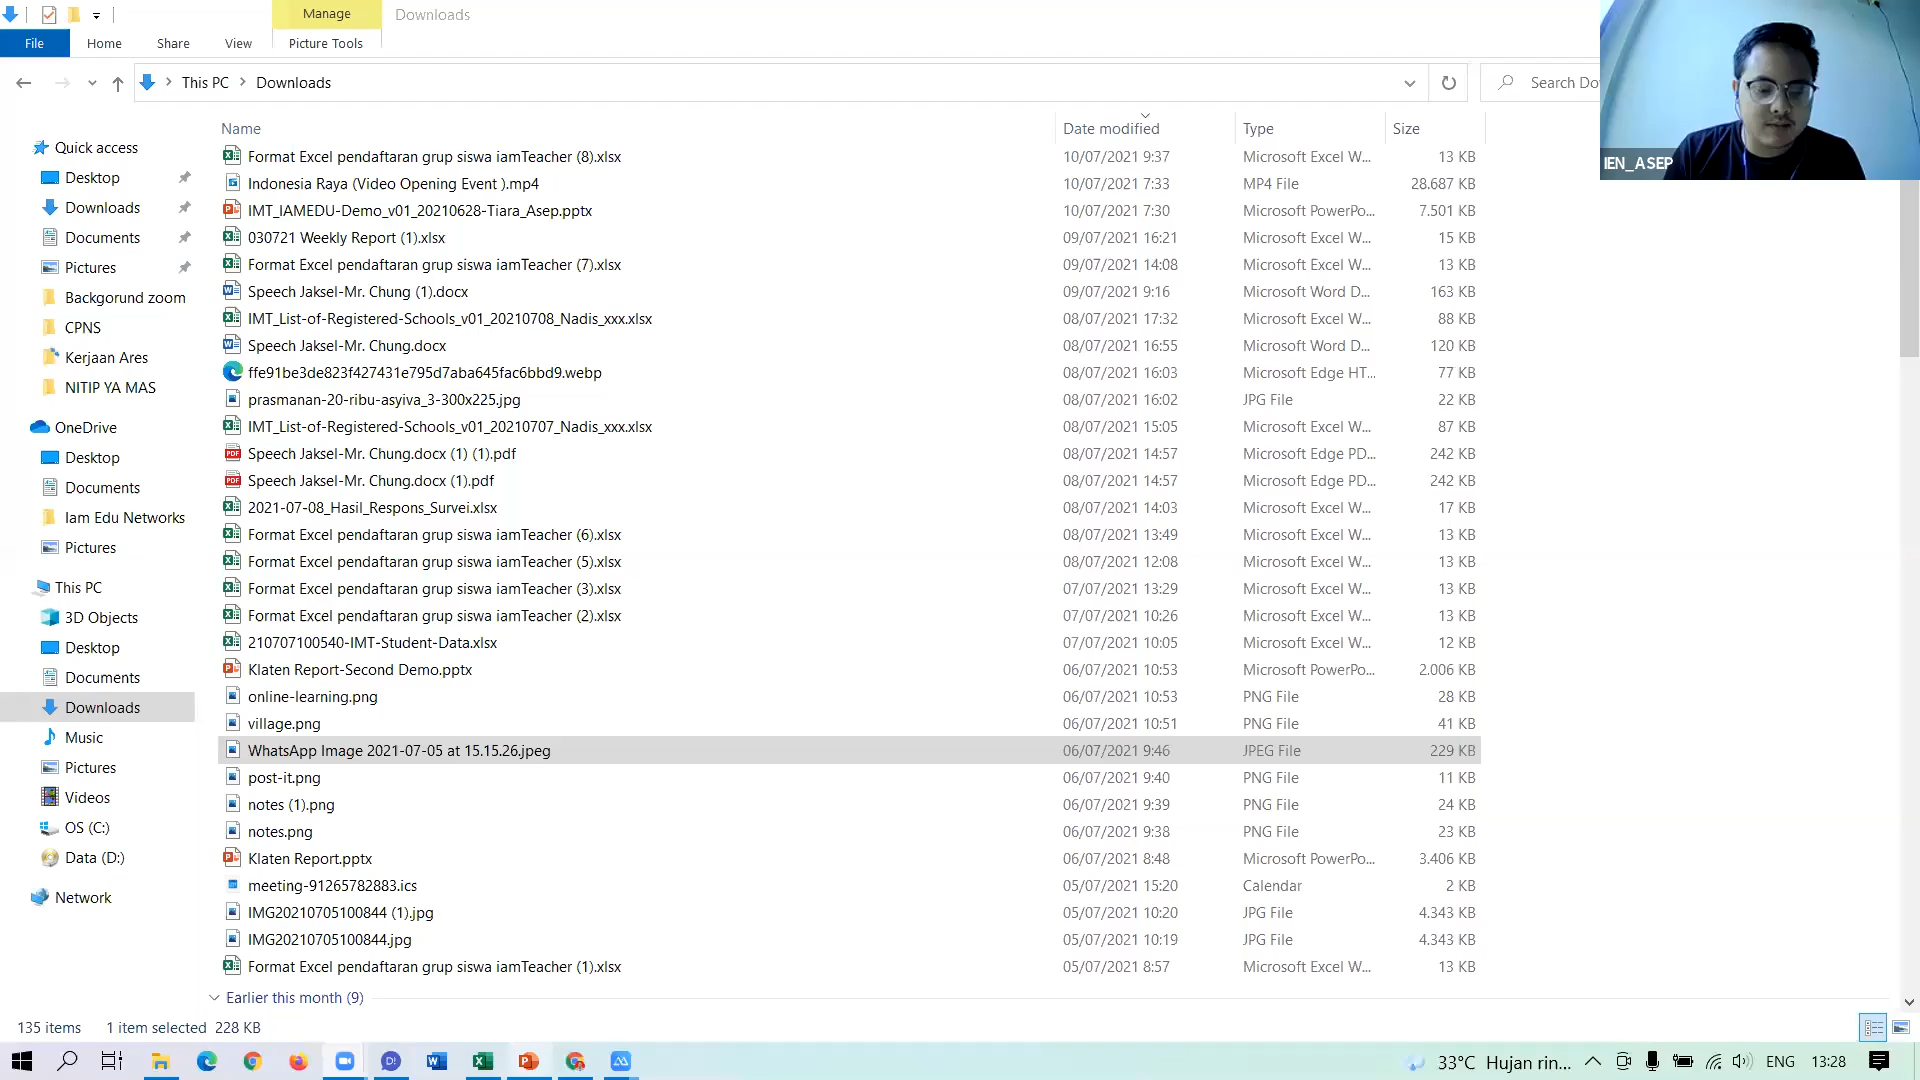 Manage Downloads
File Home Share View Picture Tools
This PC Downloads Search Do
IEN_ASEP
Name Date modified Type Size
Quick access
Desktop
Downloads
Documents
Pictures
Backgorund zoom
CPNS
Kerjaan Ares
NITIP YA MAS
OneDrive
Desktop
Documents
Iam Edu Networks
Pictures
This PC
3D Objects
Desktop
Documents
Downloads
Music
Pictures
Videos
OS (C:)
Data (D:)
Network
Format Excel pendaftaran grup siswa iamTeacher (8).xlsx 10/07/2021 9:37 Microsoft Excel W... 13 KB
Indonesia Raya (Video Opening Event ).mp4 10/07/2021 7:33 MP4 File 28.687 KB
IMT_IAMEDU-Demo_v01_20210628-Tiara_Asep.pptx 10/07/2021 7:30 Microsoft PowerPo... 7.501 KB
030721 Weekly Report (1).xlsx 09/07/2021 16:21 Microsoft Excel W... 15 KB
Format Excel pendaftaran grup siswa iamTeacher (7).xlsx 09/07/2021 14:08 Microsoft Excel W... 13 KB
Speech Jaksel-Mr. Chung (1).docx 09/07/2021 9:16 Microsoft Word D... 163 KB
IMT_List-of-Registered-Schools_v01_20210708_Nadis_xxx.xlsx 08/07/2021 17:32 Microsoft Excel W... 88 KB
Speech Jaksel-Mr. Chung.docx 08/07/2021 16:55 Microsoft Word D... 120 KB
ffe91be3de823f427431e795d7aba645fac6bbd9.webp 08/07/2021 16:03 Microsoft Edge HT... 77 KB
prasmanan-20-ribu-asyiva_3-300x225.jpg 08/07/2021 16:02 JPG File 22 KB
IMT_List-of-Registered-Schools_v01_20210707_Nadis_xxx.xlsx 08/07/2021 15:05 Microsoft Excel W... 87 KB
Speech Jaksel-Mr. Chung.docx (1) (1).pdf 08/07/2021 14:57 Microsoft Edge PD... 242 KB
Speech Jaksel-Mr. Chung.docx (1).pdf 08/07/2021 14:57 Microsoft Edge PD... 242 KB
2021-07-08_Hasil_Respons_Survei.xlsx 08/07/2021 14:03 Microsoft Excel W... 17 KB
Format Excel pendaftaran grup siswa iamTeacher (6).xlsx 08/07/2021 13:49 Microsoft Excel W... 13 KB
Format Excel pendaftaran grup siswa iamTeacher (5).xlsx 08/07/2021 12:08 Microsoft Excel W... 13 KB
Format Excel pendaftaran grup siswa iamTeacher (3).xlsx 07/07/2021 13:29 Microsoft Excel W... 13 KB
Format Excel pendaftaran grup siswa iamTeacher (2).xlsx 07/07/2021 10:26 Microsoft Excel W... 13 KB
210707100540-IMT-Student-Data.xlsx 07/07/2021 10:05 Microsoft Excel W... 12 KB
Klaten Report-Second Demo.pptx 06/07/2021 10:53 Microsoft PowerPo... 2.006 KB
online-learning.png 06/07/2021 10:53 PNG File 28 KB
village.png 06/07/2021 10:51 PNG File 41 KB
WhatsApp Image 2021-07-05 at 15.15.26.jpeg 06/07/2021 9:46 JPEG File 229 KB
post-it.png 06/07/2021 9:40 PNG File 11 KB
notes (1).png 06/07/2021 9:39 PNG File 24 KB
notes.png 06/07/2021 9:38 PNG File 23 KB
Klaten Report.pptx 06/07/2021 8:48 Microsoft PowerPo... 3.406 KB
meeting-91265782883.ics 05/07/2021 15:20 Calendar 2 KB
IMG20210705100844 (1).jpg 05/07/2021 10:20 JPG File 4.343 KB
IMG20210705100844.jpg 05/07/2021 10:19 JPG File 4.343 KB
Format Excel pendaftaran grup siswa iamTeacher (1).xlsx 05/07/2021 8:57 Microsoft Excel W... 13 KB
Earlier this month (9)
135 items 1 item selected 228 KB
33°C Hujan rin... ENG 13:28